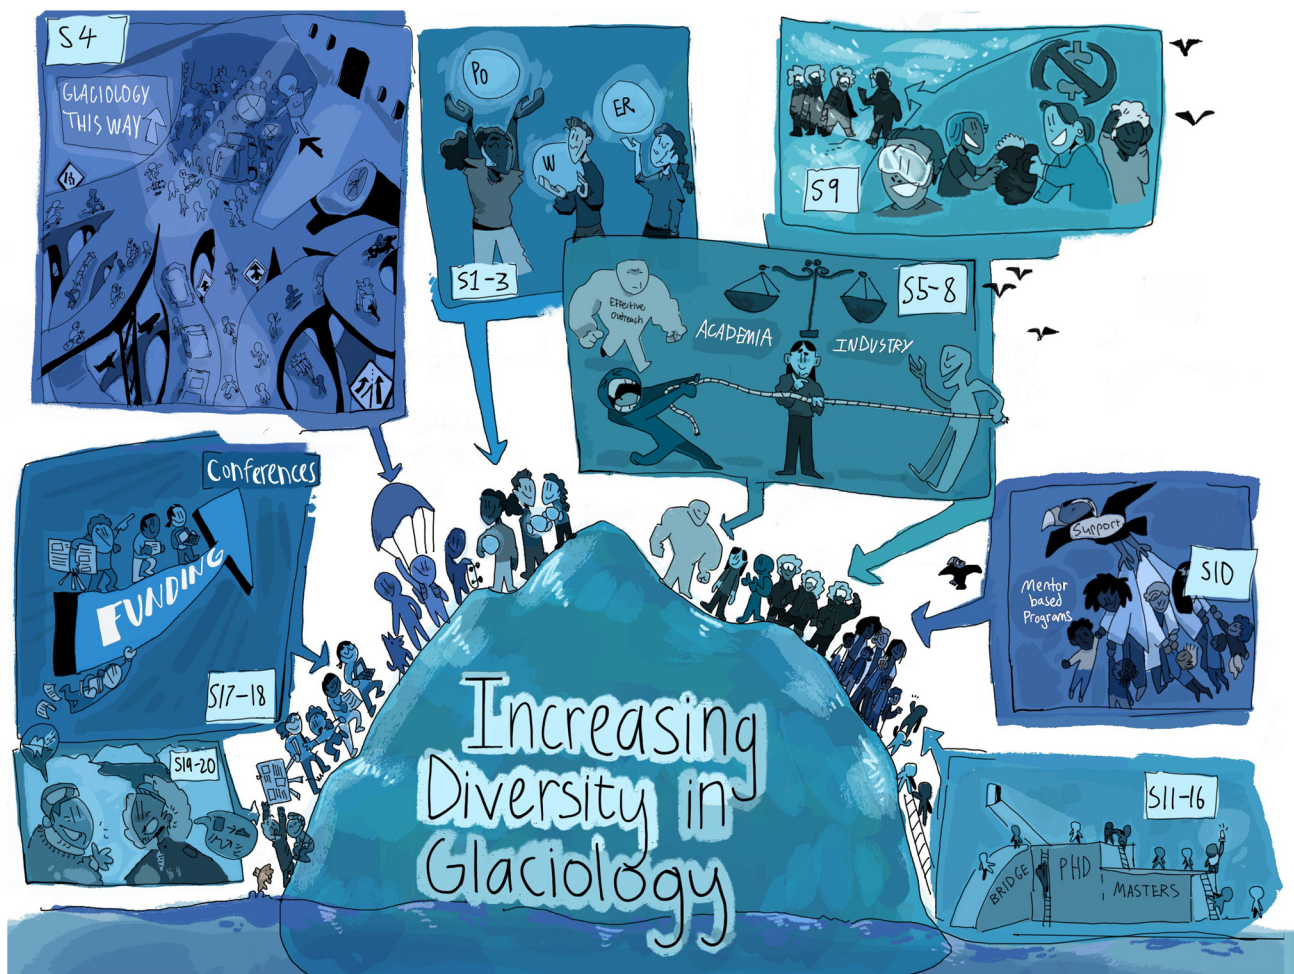 S4
GLACIOLOGY
THIS WAY
PO
W
ER
S1-3
S9
S5-8
Effective
Outreach
ACADEMIA
INDUSTRY
Conferences
FUNDING
S17-18
Support
S10
Mentor
based
Programs
S19-20
S11-16
BRIDGE
PHD
MASTERS
Increasing
Diversity in
Glaciology